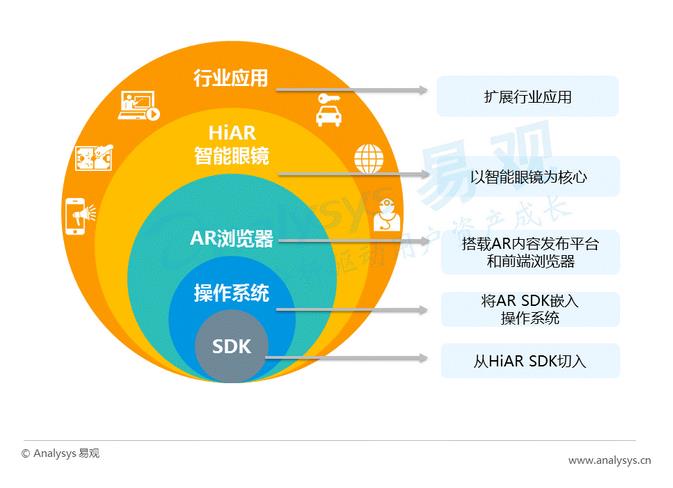 行业应用
扩展行业应用
HiAR
智能眼镜
以智能眼镜为核心
AR浏览器
搭载AR内容发布平台
和前端浏览器
操作系统
将AR SDK嵌入
操作系统
SDK
从HiAR SDK切入
Analysys 易观
驱动用户资产成长
© Analysys 易观
www.analysys.cn